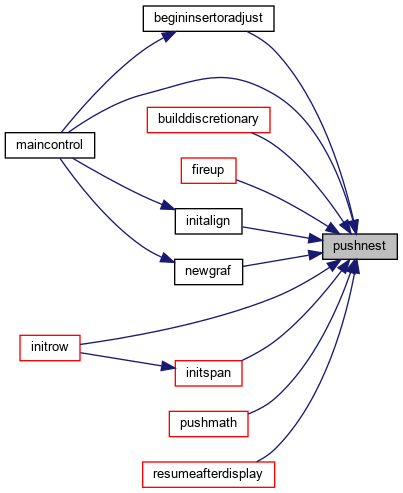 begininsertoradjust
builddiscretionary
maincontrol
fireup
initalign
pushnest
newgraf
initrow
initspan
pushmath
resumeafterdisplay